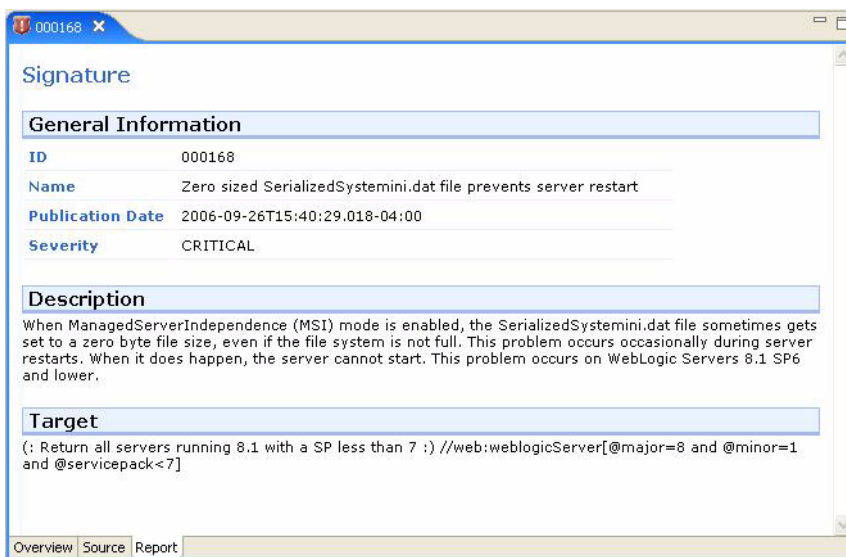 000168
Signature
General Information
ID 000168
Name Zero sized SerializedSystemini.dat file prevents server restart
Publication Date 2006-09-26T15:40:29.018-04:00
Severity CRITICAL
Description
When ManagedServerIndependence (MSI) mode is enabled, the SerializedSystemini.dat file sometimes gets
set to a zero byte file size, even if the file system is not full. This problem occurs occasionally during server
restarts. When it does happen, the server cannot start. This problem occurs on WebLogic Servers 8.1 SP6
and lower.
Target
(: Return all servers running 8.1 with a SP less than 7 :) //web:weblogicServer[@major=8 and @minor=1
and @servicepack<7]
Overview Source Report